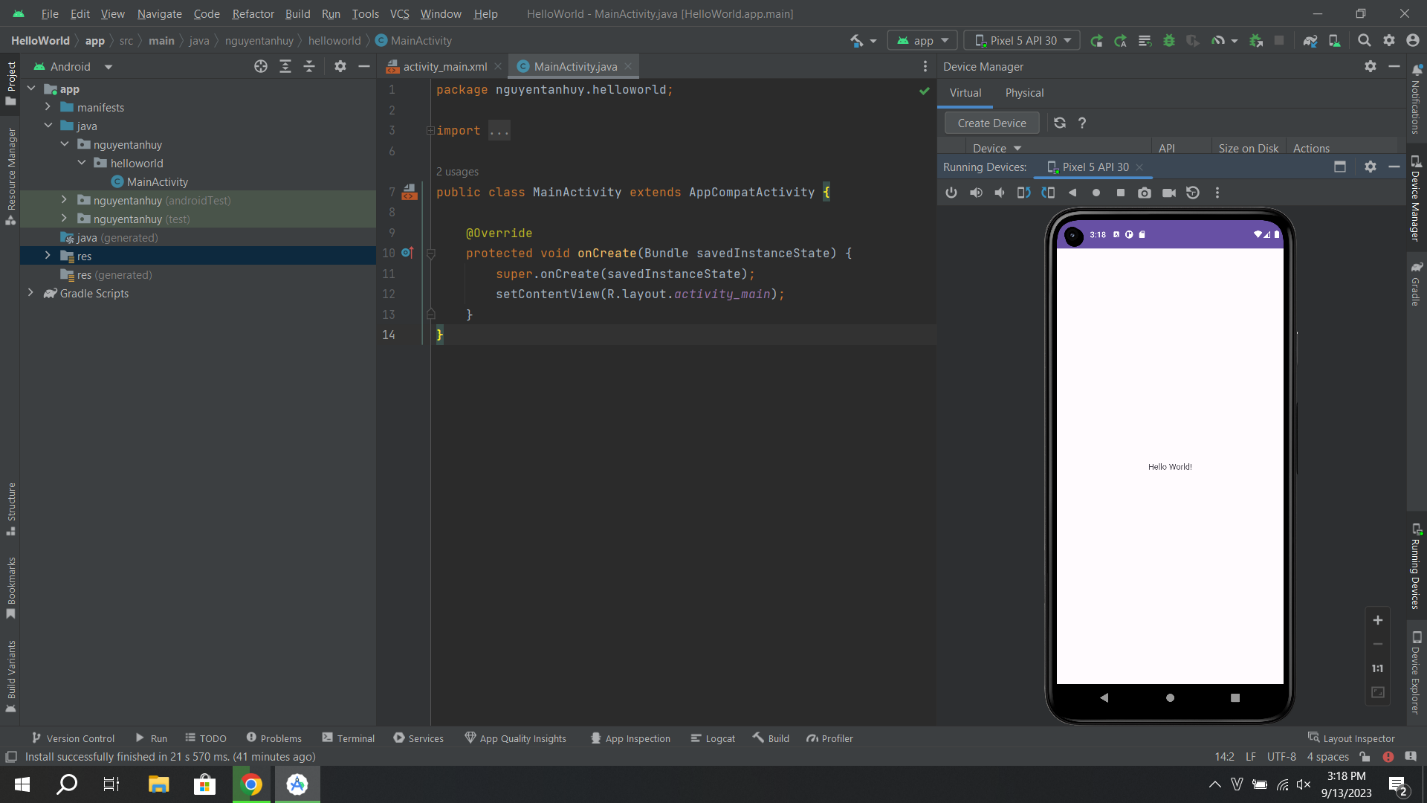 File Edit View Navigate Code Refactor Build Run Tools VCS Window Help HelloWorld - MainActivity.java [HelloWorld.app.main]
HelloWorld app src main java nguyentanhuy helloworld MainActivity app Pixel 5 API 30
Project
Resource Manager
Structure
Bookmarks
Build Variants
Android
app
manifests
java
nguyentanhuy
helloworld
MainActivity
nguyentanhuy (androidTest)
nguyentanhuy (test)
java (generated)
res
res (generated)
Gradle Scripts
activity_main.xml MainActivity.java
1 package nguyentanhuy.helloworld;
2
3 import ...
6
2 usages
7 public class MainActivity extends AppCompatActivity {
8
9 @Override
10 protected void onCreate(Bundle savedInstanceState) {
11 super.onCreate(savedInstanceState);
12 setContentView(R.layout.activity_main);
13 }
14 }
Device Manager
Virtual Physical
Create Device ?
Device API Size on Disk Actions
Running Devices: Pixel 5 API 30
3:18
Hello World!
1:1
Notifications
Device Manager
Gradle
Running Devices
Device Explorer
Version Control Run TODO Problems Terminal Services App Quality Insights App Inspection Logcat Build Profiler Layout Inspector
Install successfully finished in 21 s 570 ms. (41 minutes ago) 14:2 LF UTF-8 4 spaces
3:18 PM
9/13/2023
2